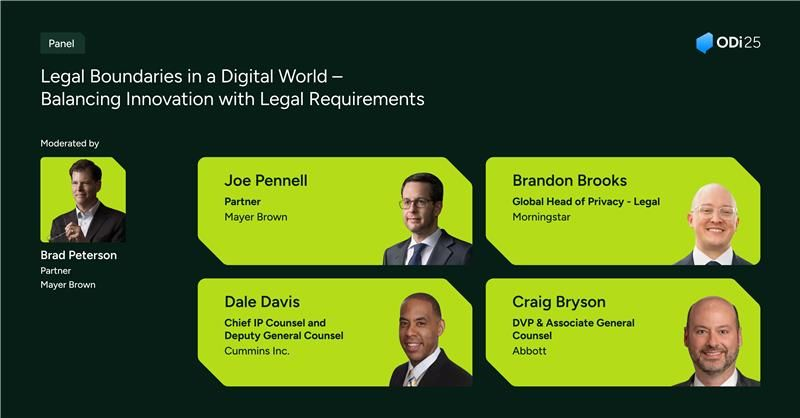 Panel
ODi25
Legal Boundaries in a Digital World –
Balancing Innovation with Legal Requirements
Moderated by
Brad Peterson
Partner
Mayer Brown
Joe Pennell
Partner
Mayer Brown
Brandon Brooks
Global Head of Privacy - Legal
Morningstar
Dale Davis
Chief IP Counsel and
Deputy General Counsel
Cummins Inc.
Craig Bryson
DVP & Associate General
Counsel
Abbott